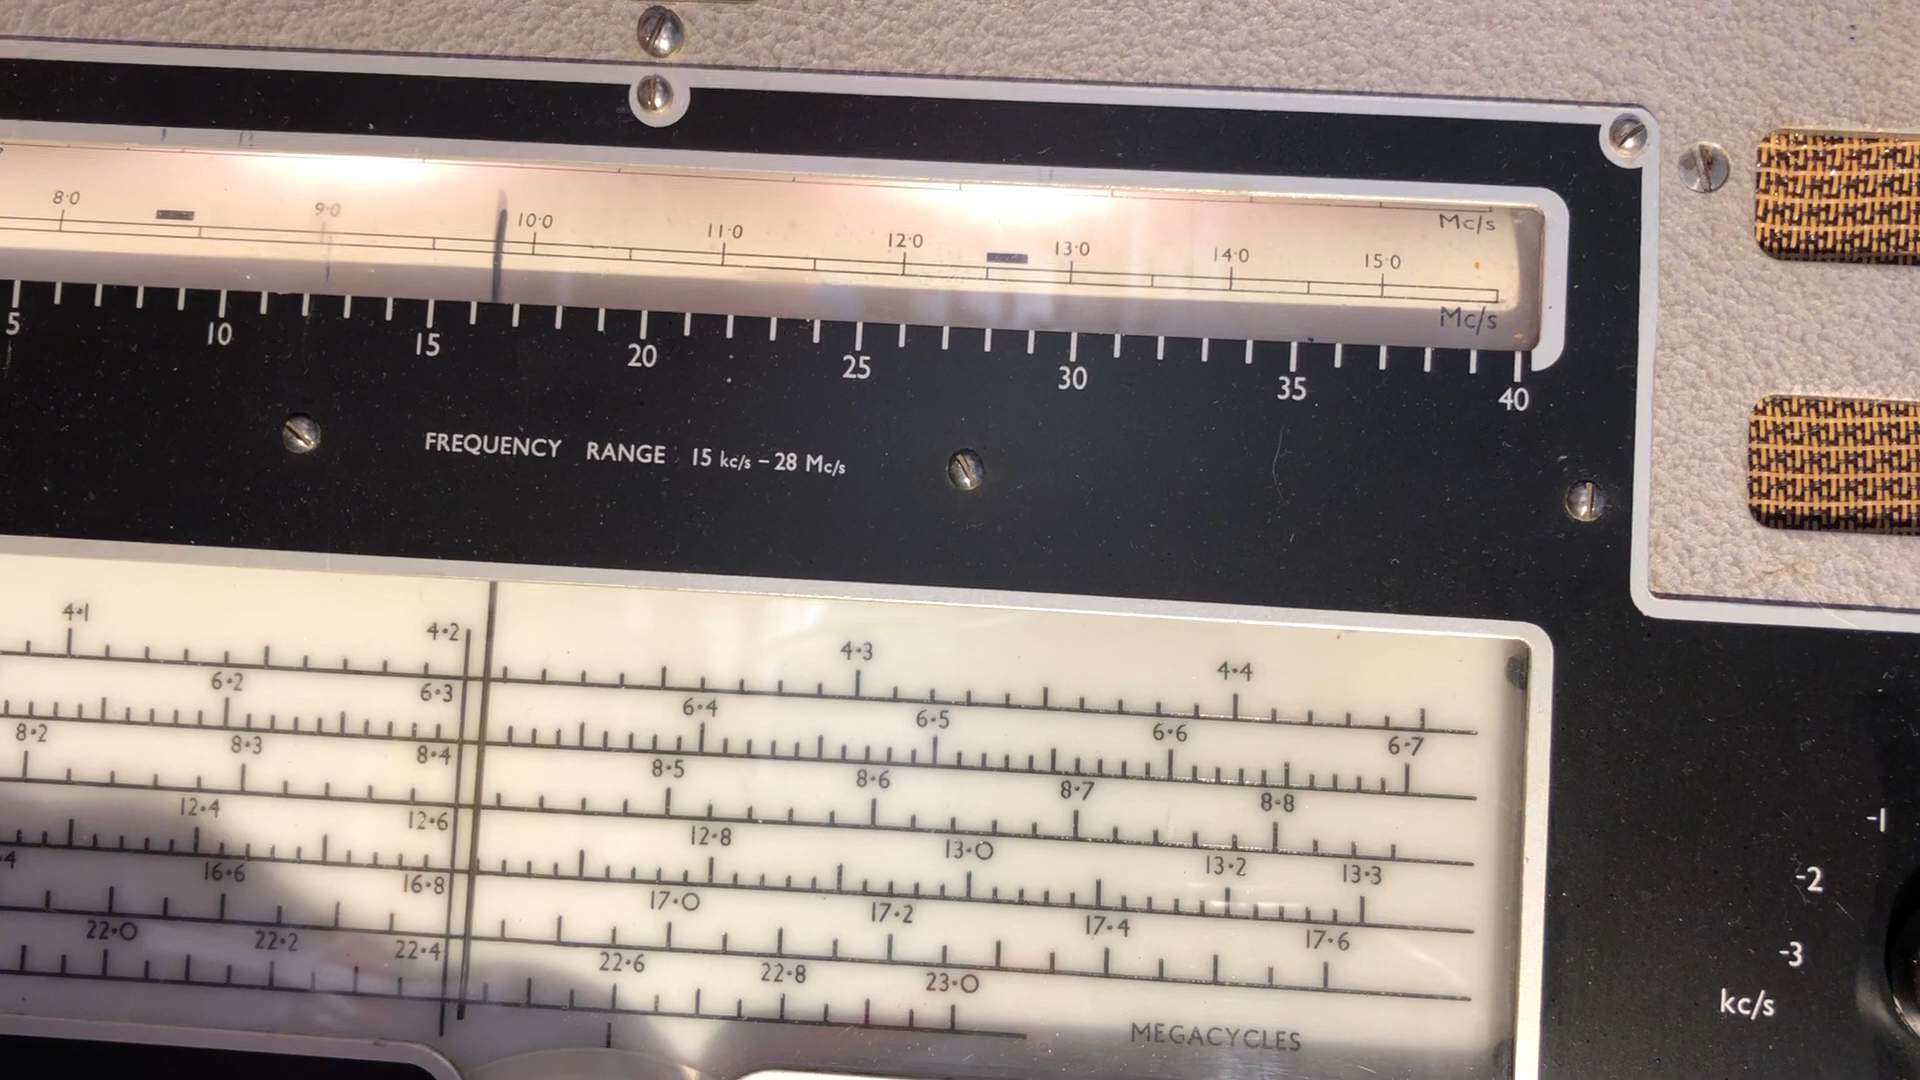 8·0 9·0 10·0 11·0 12·0 13·0 14·0 15·0 Mc/s
Mc/s
5 10 15 20 25 30 35 40
FREQUENCY RANGE 15 kc/s – 28 Mc/s
4·1 4·2 4·3 4·4
6·2 6·3 6·4 6·5 6·6 6·7
8·2 8·3 8·4 8·5 8·6 8·7 8·8
12·4 12·6 12·8 13·0 13·2 13·3
16·6 16·8 17·0 17·2 17·4 17·6
22·0 22·2 22·4 22·6 22·8 23·0
MEGACYCLES
-1
-2
-3
kc/s